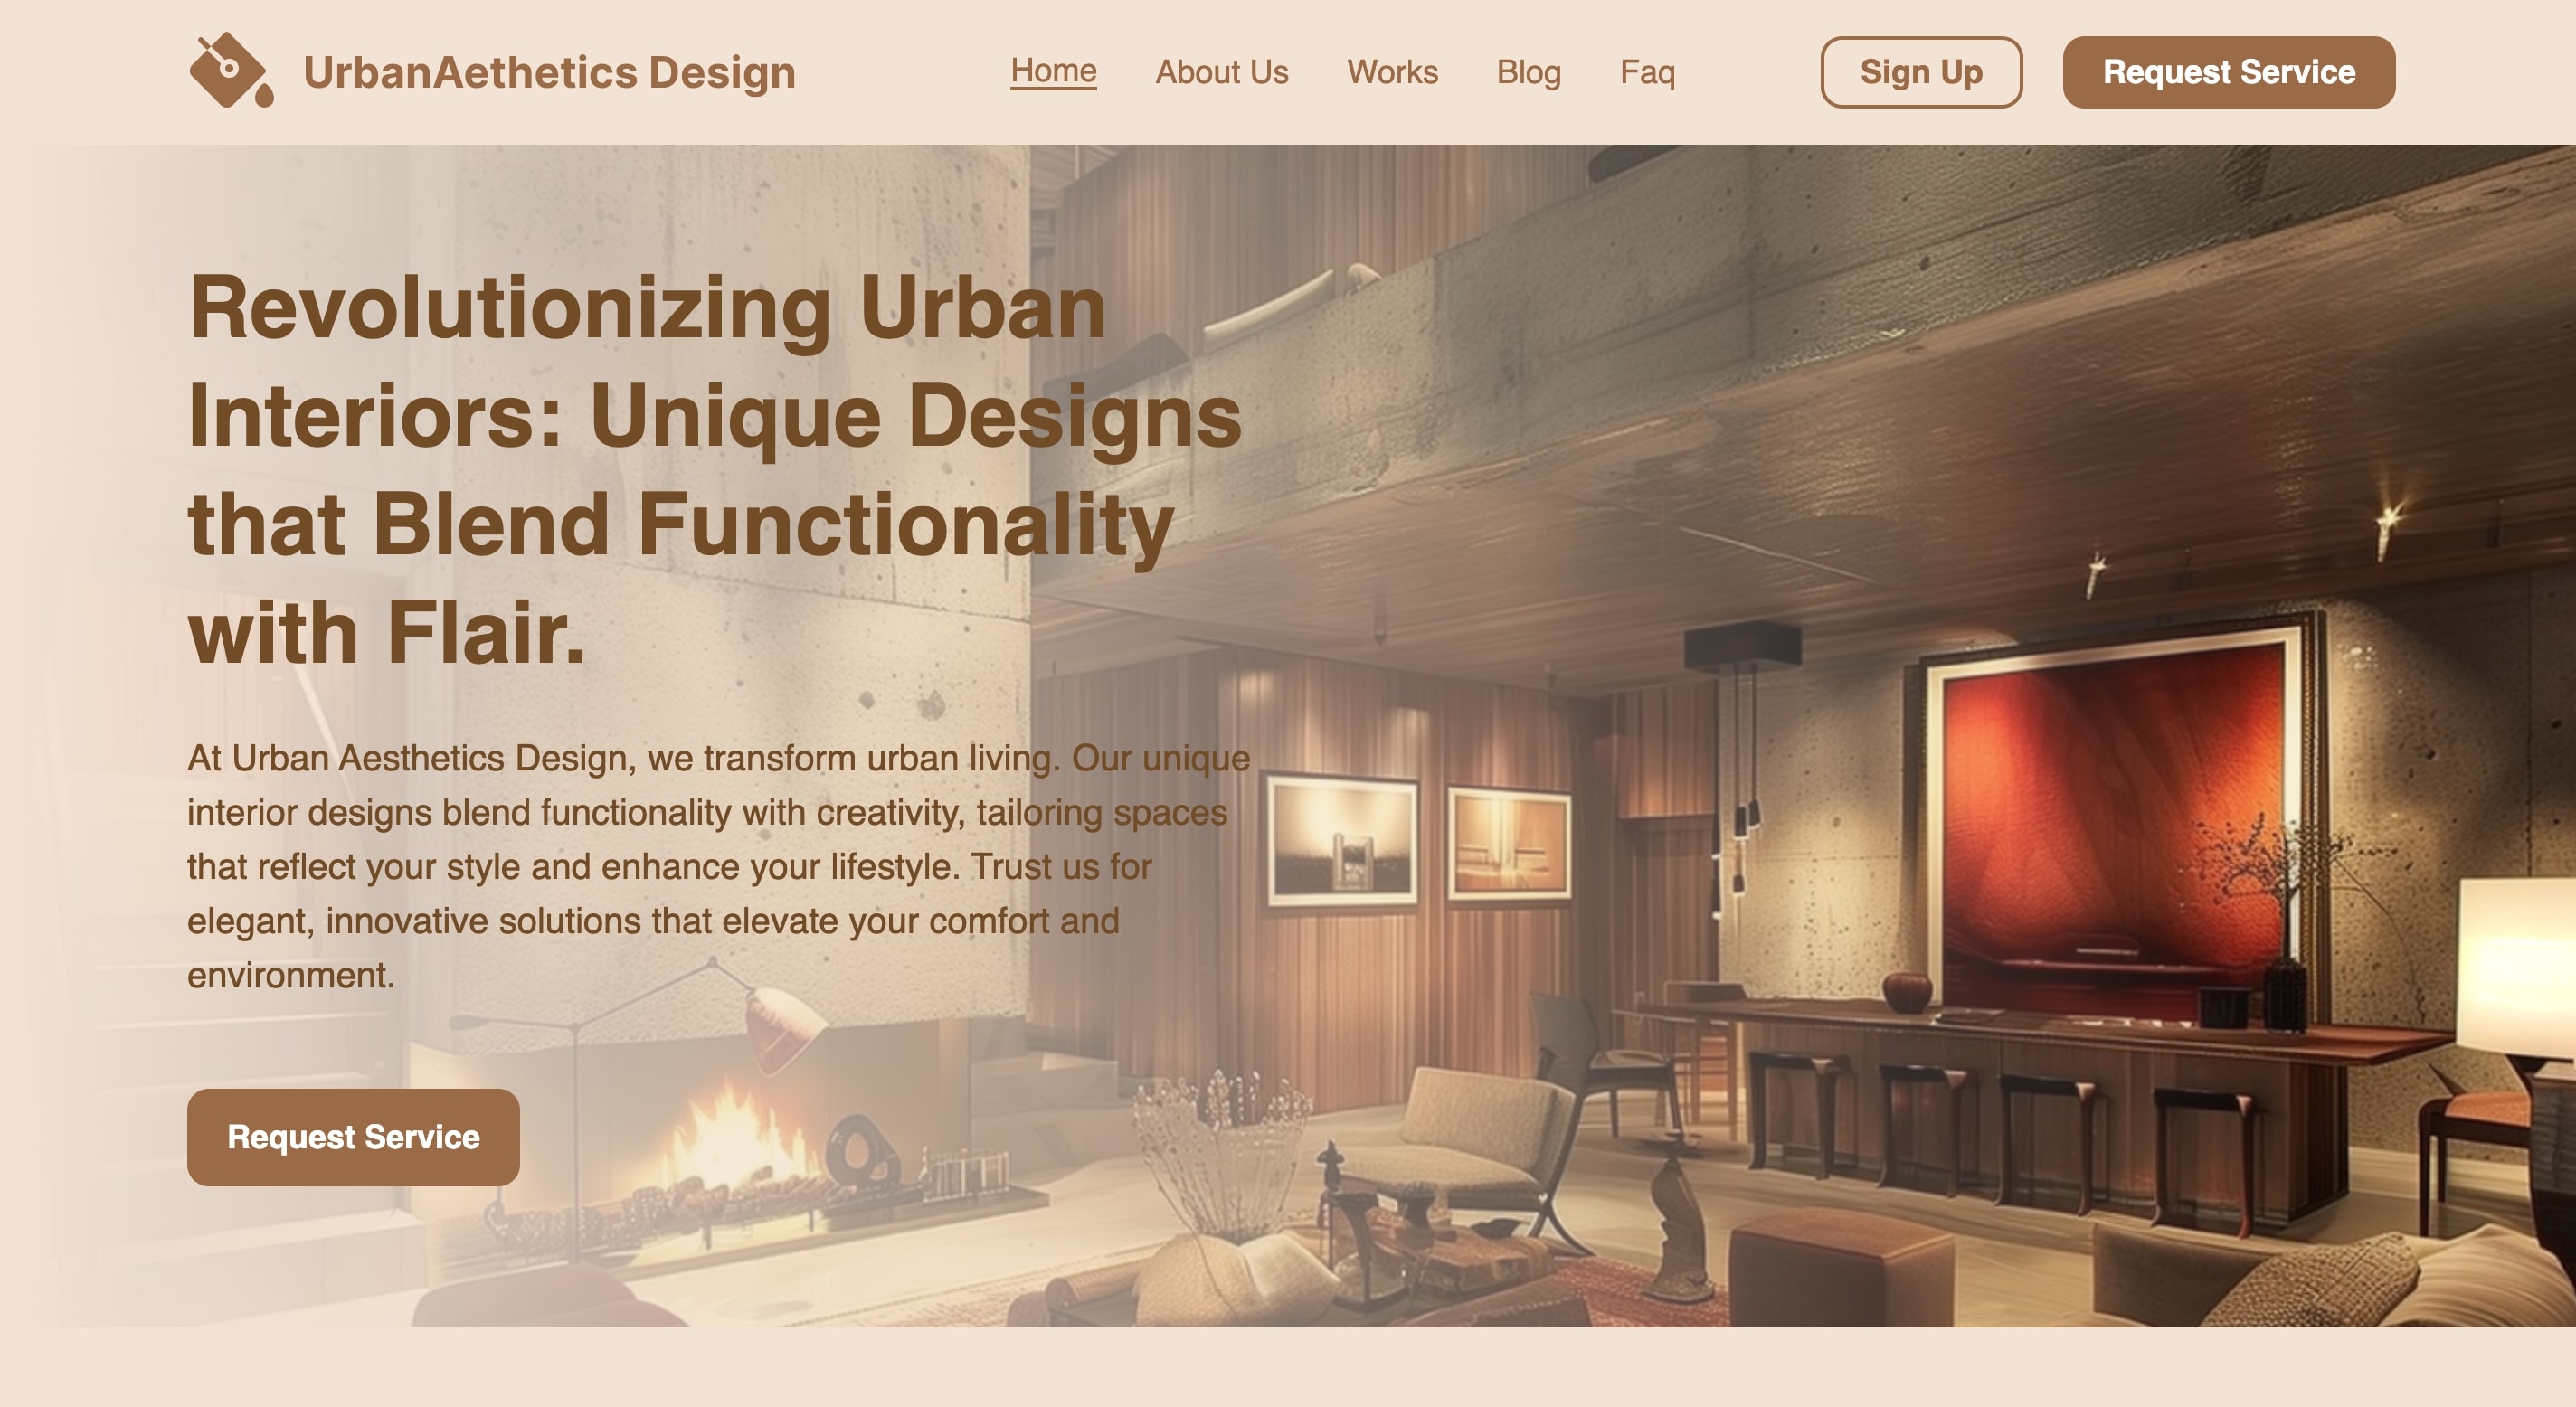 UrbanAethetics Design
Home
About Us
Works
Blog
Faq
Sign Up
Request Service
Revolutionizing Urban
Interiors: Unique Designs
that Blend Functionality
with Flair.
At Urban Aesthetics Design, we transform urban living. Our unique
interior designs blend functionality with creativity, tailoring spaces
that reflect your style and enhance your lifestyle. Trust us for
elegant, innovative solutions that elevate your comfort and
environment.
Request Service